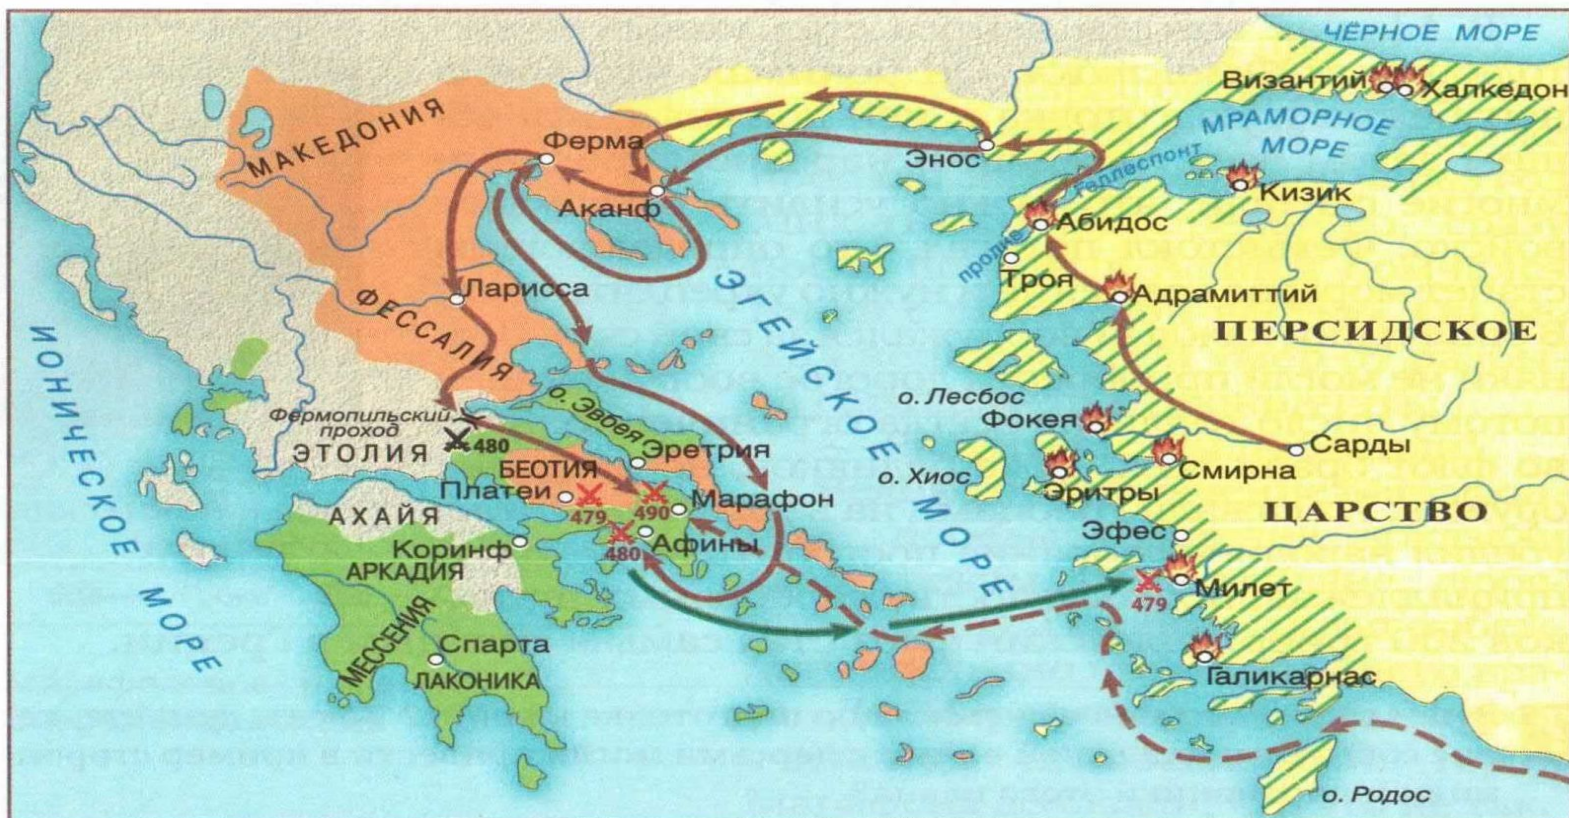 ЧЁРНОЕ МОРЕ
Византий
Халкедон
МРАМОРНОЕ
МОРЕ
МАКЕДОНИЯ
Ферма
Энос
Геллеспонт
пролив
Кизик
Аканф
Абидос
Троя
Адрамиттий
Ларисса
ФЕССАЛИЯ
ЭГЕЙСКОЕ МОРЕ
ПЕРСИДСКОЕ
ЦАРСТВО
ИОНИЧЕСКОЕ МОРЕ
о. Лесбос
Фокея
Сарды
Смирна
о. Хиос
Эритры
Фермопильский
проход
480
ЭТОЛИЯ
о. Эвбея
Эретрия
БЕОТИЯ
Платеи
479
490
Марафон
АХАЙЯ
Коринф
480
Афины
Эфес
АРКАДИЯ
Милет
479
МЕССЕНИЯ
Спарта
ЛАКОНИКА
Галикарнас
о. Родос